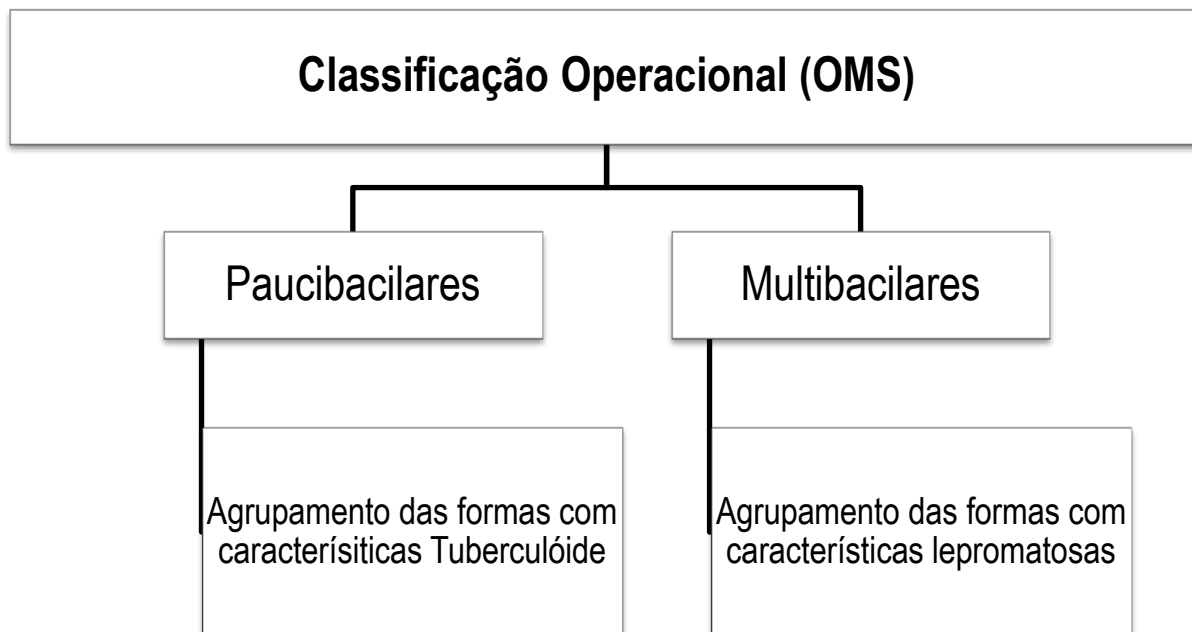 Classificação Operacional (OMS)
Paucibacilares
Multibacilares
Agrupamento das formas com
caracterísiticas Tuberculóide
Agrupamento das formas com
características lepromatosas